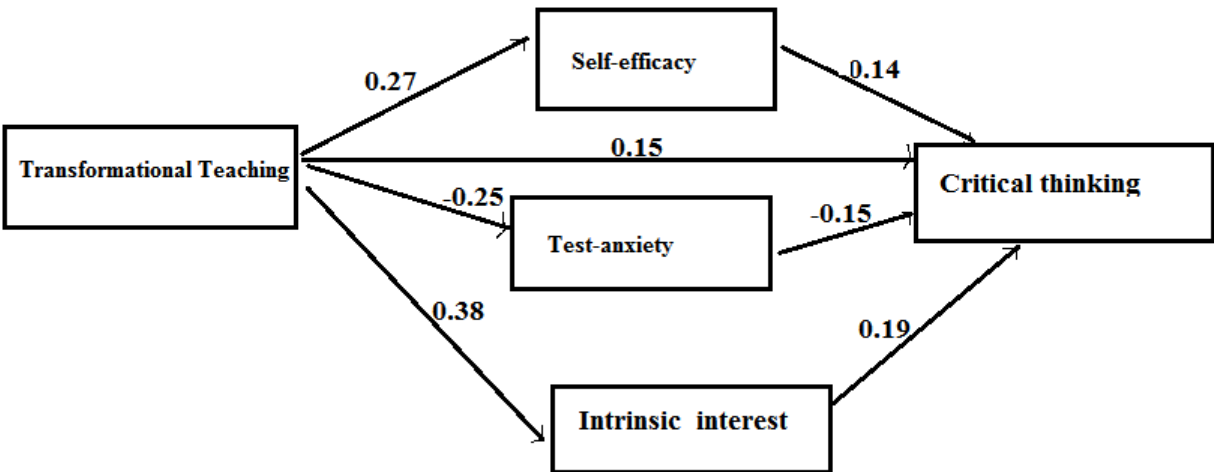 Self-efficacy
0.14
0.27
0.15
Transformational Teaching
Critical thinking
-0.25
-0.15
Test-anxiety
0.38
0.19
Intrinsic interest